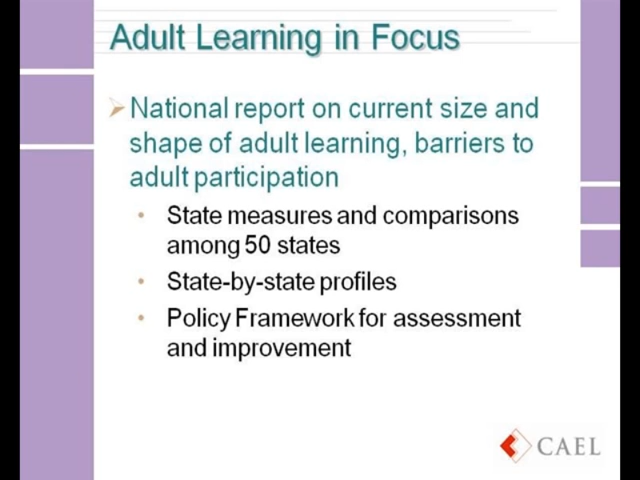 Adult Learning in Focus
National report on current size and
shape of adult learning, barriers to
adult participation
State measures and comparisons
among 50 states
State-by-state profiles
Policy Framework for assessment
and improvement
CAEL